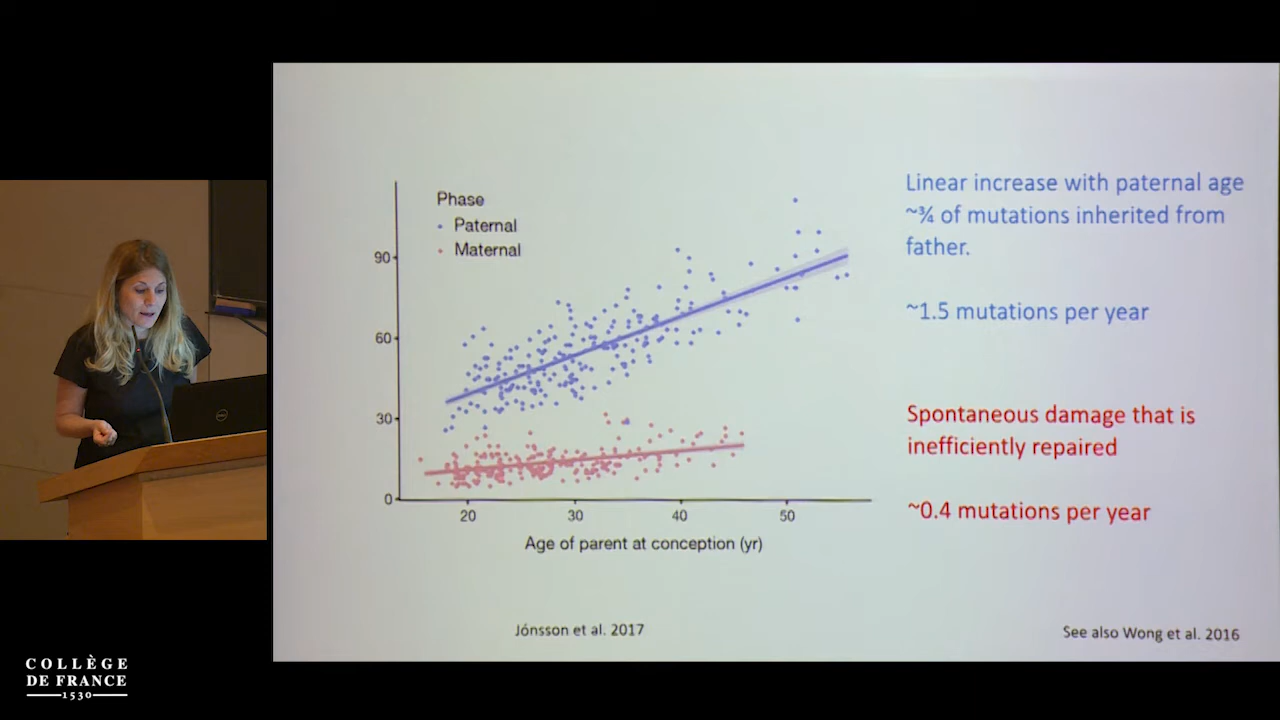 Phase
Paternal
Maternal
90
60
30
0
20 30 40 50
Age of parent at conception (yr)
Jónsson et al. 2017
Linear increase with paternal age
~¾ of mutations inherited from
father.
~1.5 mutations per year
Spontaneous damage that is
inefficiently repaired
~0.4 mutations per year
See also Wong et al. 2016
DELL
COLLÈGE
DE FRANCE
1530